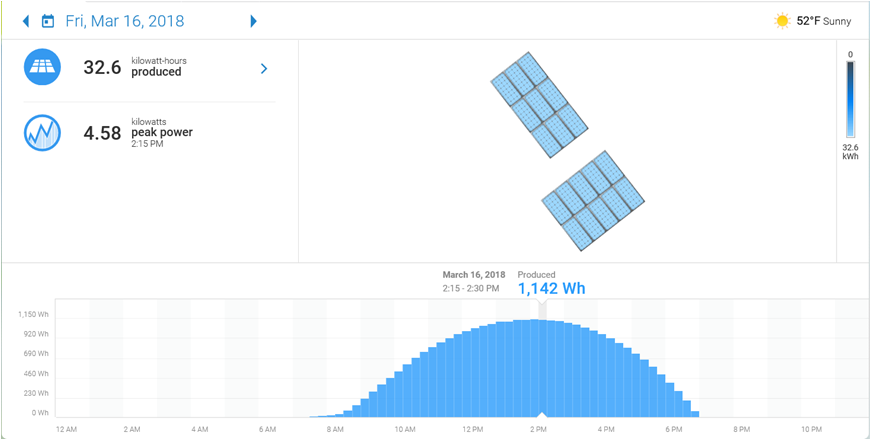 Fri, Mar 16, 2018
52°F Sunny
32.6 kilowatt-hours
produced
4.58 kilowatts
peak power
2:15 PM
0
32.6
kWh
March 16, 2018 Produced
2:15 - 2:30 PM 1,142 Wh
1,150 Wh
920 Wh
690 Wh
460 Wh
230 Wh
0 Wh
12 AM 2 AM 4 AM 6 AM 8 AM 10 AM 12 PM 2 PM 4 PM 6 PM 8 PM 10 PM